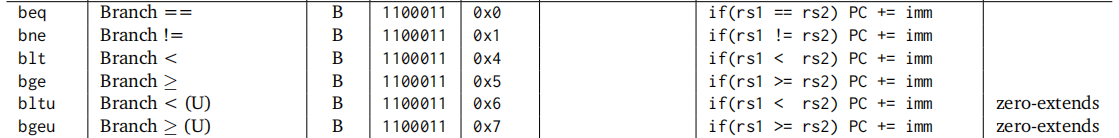 beq Branch == B 1100011 0x0 if(rs1 == rs2) PC += imm
bne Branch != B 1100011 0x1 if(rs1 != rs2) PC += imm
blt Branch < B 1100011 0x4 if(rs1 < rs2) PC += imm
bge Branch ≥ B 1100011 0x5 if(rs1 >= rs2) PC += imm
bltu Branch < (U) B 1100011 0x6 if(rs1 < rs2) PC += imm zero-extends
bgeu Branch ≥ (U) B 1100011 0x7 if(rs1 >= rs2) PC += imm zero-extends